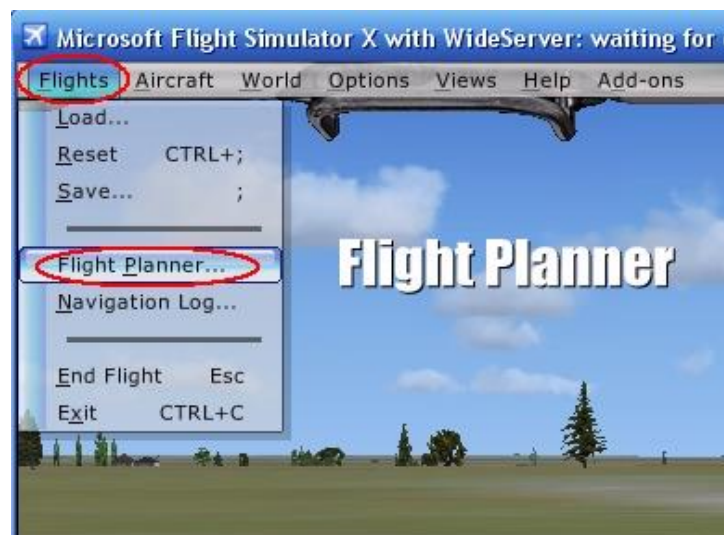 Microsoft Flight Simulator X with WideServer: waiting for
Flights Aircraft World Options Views Help Add-ons
Load...
Reset CTRL+;
Save... ;
Flight Planner...
Flight Planner
Navigation Log...
End Flight Esc
Exit CTRL+C